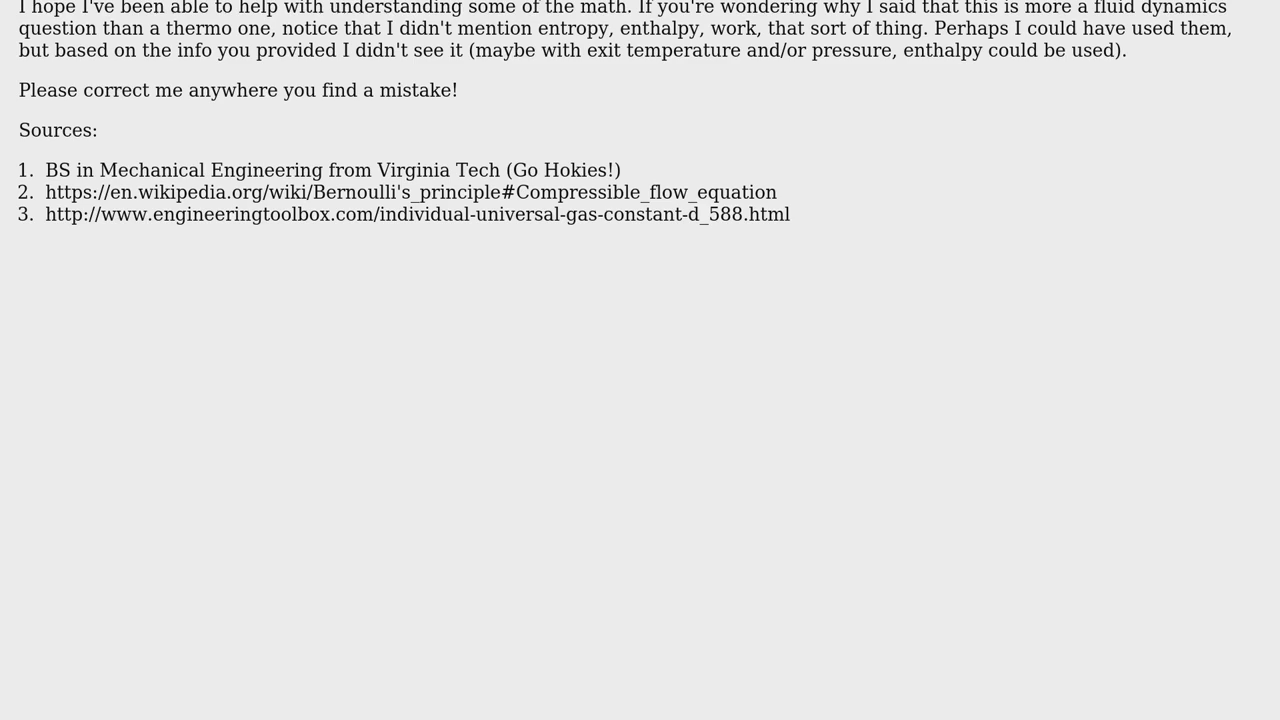 I hope I've been able to help with understanding some of the math. If you're wondering why I said that this is more a fluid dynamics
question than a thermo one, notice that I didn't mention entropy, enthalpy, work, that sort of thing. Perhaps I could have used them,
but based on the info you provided I didn't see it (maybe with exit temperature and/or pressure, enthalpy could be used).
Please correct me anywhere you find a mistake!
Sources:
1. BS in Mechanical Engineering from Virginia Tech (Go Hokies!)
2. https://en.wikipedia.org/wiki/Bernoulli's_principle#Compressible_flow_equation
3. http://www.engineeringtoolbox.com/individual-universal-gas-constant-d_588.html